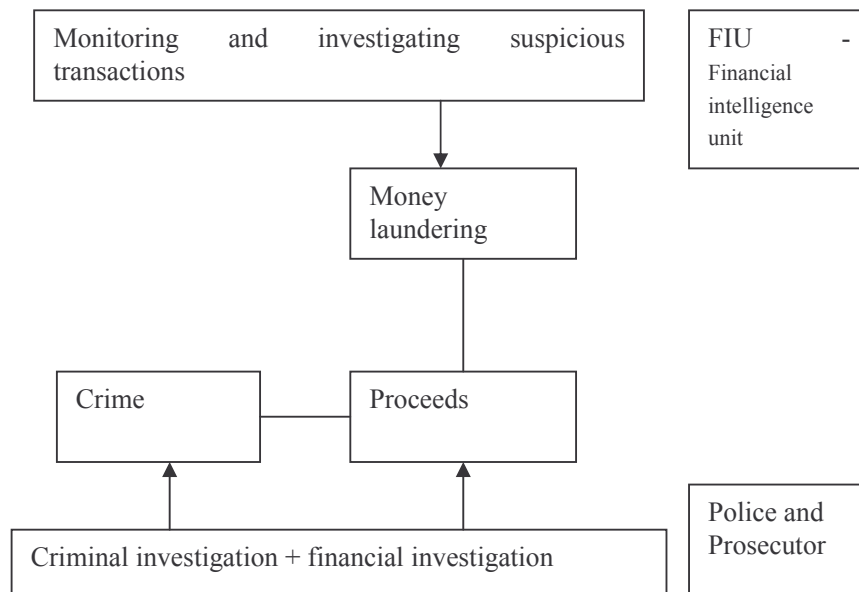 Monitoring and investigating suspicious
transactions
FIU -
Financial
intelligence
unit
Money
laundering
Crime
Proceeds
Police and
Prosecutor
Criminal investigation + financial investigation